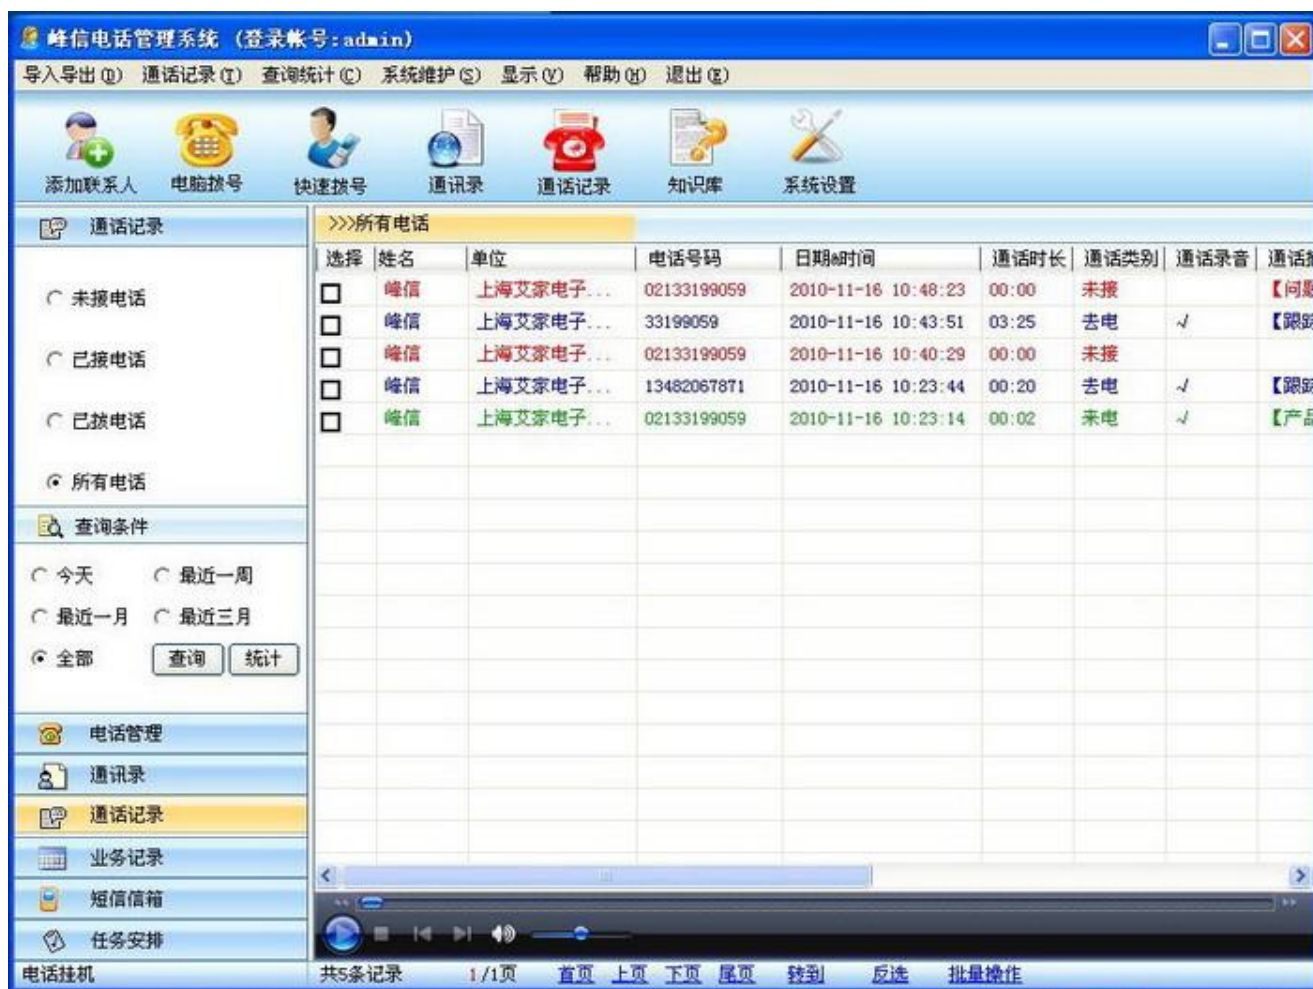 峰信电话管理系统 (登录帐号:admin)
导入导出(D) 通话记录(T) 查询统计(C) 系统维护(S) 显示(V) 帮助(H) 退出(E)
添加联系人 电脑拨号 快速拨号 通讯录 通话记录 知识库 系统设置
通话记录
未接电话
已接电话
已拨电话
所有电话
查询条件
今天 最近一周
最近一月 最近三月
全部 查询 统计
电话管理
通讯录
通话记录
业务记录
短信信箱
任务安排
>>>所有电话
选择 姓名 单位 电话号码 日期&时间 通话时长 通话类别 通话录音 通话
峰信 上海艾家电子... 02133199059 2010-11-16 10:48:23 00:00 未接 【问题
峰信 上海艾家电子... 33199059 2010-11-16 10:43:51 03:25 去电 √ 【跟踪
峰信 上海艾家电子... 02133199059 2010-11-16 10:40:29 00:00 未接
峰信 上海艾家电子... 13482067871 2010-11-16 10:23:44 00:20 去电 √ 【跟踪
峰信 上海艾家电子... 02133199059 2010-11-16 10:23:14 00:02 来电 √ 【产品
电话挂机 共5条记录 1/1页 首页 上页 下页 尾页 转到 反选 批量操作